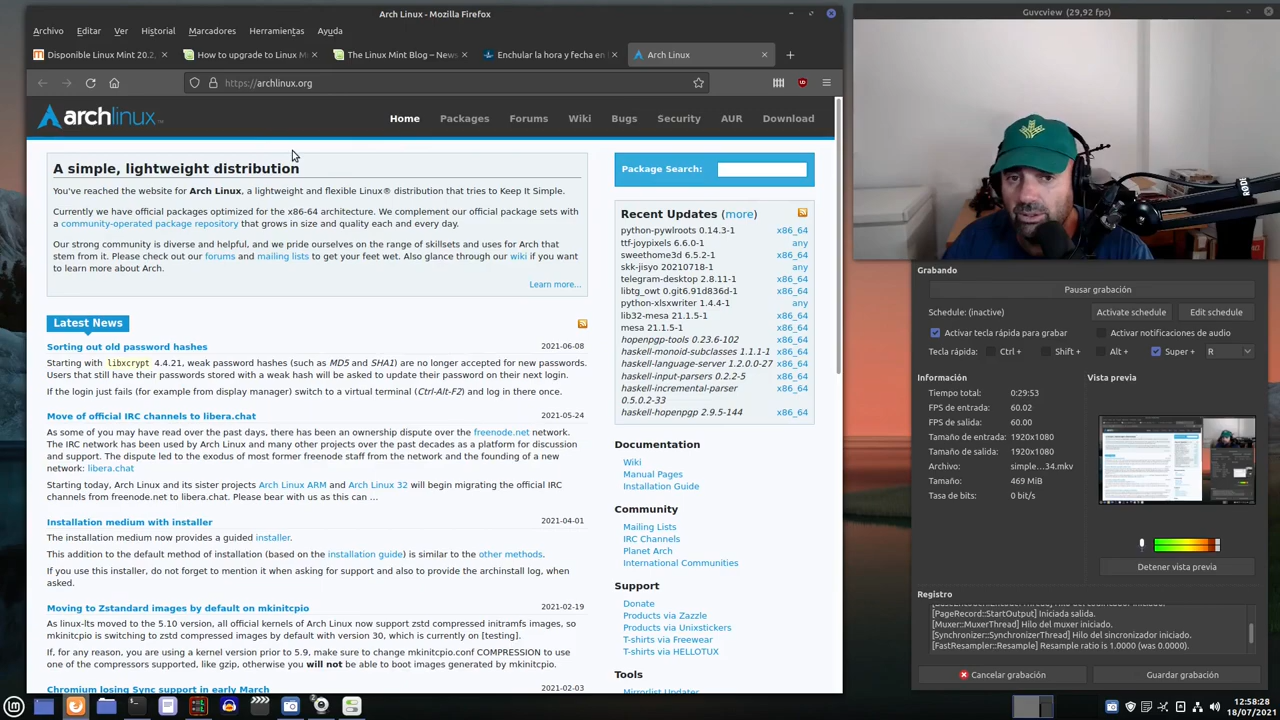 Arch Linux - Mozilla Firefox
Archivo Editar Ver Historial Marcadores Herramientas Ayuda
Disponible Linux Mint 20.2.
How to upgrade to Linux M
The Linux Mint Blog – News
Enchular la hora y fecha en
Arch Linux
https://archlinux.org
archlinux
Home Packages Forums Wiki Bugs Security AUR Download
A simple, lightweight distribution
You've reached the website for Arch Linux, a lightweight and flexible Linux® distribution that tries to Keep It Simple.
Currently we have official packages optimized for the x86-64 architecture. We complement our official package sets with
a community-operated package repository that grows in size and quality each and every day.
Our strong community is diverse and helpful, and we pride ourselves on the range of skillsets and uses for Arch that
stem from it. Please check out our forums and mailing lists to get your feet wet. Also glance through our wiki if you want
to learn more about Arch.
Learn more...
Latest News
Sorting out old password hashes 2021-06-08
Starting with libxcrypt 4.4.21, weak password hashes (such as MD5 and SHA1) are no longer accepted for new passwords.
Users that still have their passwords stored with a weak hash will be asked to update their password on their next login.
If the login just fails (for example from display manager) switch to a virtual terminal (Ctrl-Alt-F2) and log in there once.
Move of official IRC channels to libera.chat 2021-05-24
As some of you may have read over the past days, there has been an ownership dispute over the freenode.net network.
The IRC network has been used by Arch Linux and many other projects over the past decades as a platform for discussion
and support. The dispute led to the exodus of most former freenode staff from the network and the founding of a new
network: libera.chat
Starting today, Arch Linux and its sister projects Arch Linux ARM and Arch Linux 32 will begin migrating the official IRC
channels from freenode.net to libera.chat. Please bear with us as this can ...
Installation medium with installer 2021-04-01
The installation medium now provides a guided installer.
This addition to the default method of installation (based on the installation guide) is similar to the other methods.
If you use this installer, do not forget to mention it when asking for support and also to provide the archinstall log, when
asked.
Moving to Zstandard images by default on mkinitcpio 2021-02-19
As linux-lts moved to the 5.10 version, all official kernels of Arch Linux now support zstd compressed initramfs images, so
mkinitcpio is switching to zstd compressed images by default with version 30, which is currently on [testing].
If, for any reason, you are using a kernel version prior to 5.9, make sure to change mkinitcpio.conf COMPRESSION to use
one of the compressors supported, like gzip, otherwise you will not be able to boot images generated by mkinitcpio.
Chromium losing Sync support in early March 2021-02-03
Package Search:
Recent Updates (more)
python-pywlroots 0.14.3-1 x86_64
ttf-joypixels 6.6.0-1 any
sweethome3d 6.5.2-1 x86_64
skk-jisyo 20210718-1 any
telegram-desktop 2.8.11-1 x86_64
libtg_owt 0.git6.91d836d-1 x86_64
python-xlsxwriter 1.4.4-1 any
lib32-mesa 21.1.5-1 x86_64
mesa 21.1.5-1 x86_64
hopenpgp-tools 0.23.6-102 x86_64
haskell-monoid-subclasses 1.1.1-1 x86_64
haskell-language-server 1.2.0.0-27 x86_64
haskell-input-parsers 0.2.2-5 x86_64
haskell-incremental-parser x86_64
0.5.0.2-33
haskell-hopenpgp 2.9.5-144 x86_64
Documentation
Wiki
Manual Pages
Installation Guide
Community
Mailing Lists
IRC Channels
Planet Arch
International Communities
Support
Donate
Products via Zazzle
Products via Unixstickers
T-shirts via Freewear
T-shirts via HELLOTUX
Tools
Mirrorlist Updater
Guvcview (29,92 fps)
RØDE
Grabando
Pausar grabación
Schedule: (inactive) Activate schedule Edit schedule
Activar tecla rápida para grabar Activar notificaciones de audio
Tecla rápida: Ctrl + Shift + Alt + Super + R
Información
Tiempo total: 0:29:53
FPS de entrada: 60.02
FPS de salida: 60.00
Tamaño de entrada: 1920x1080
Tamaño de salida: 1920x1080
Archivo: simple...34.mkv
Tamaño: 469 MiB
Tasa de bits: 0 bit/s
Vista previa
Detener vista previa
Registro
[PageRecord::StartOutput] Iniciada salida.
[Muxer::MuxerThread] Hilo del muxer iniciado.
[Synchronizer::SynchronizerThread] Hilo del sincronizador iniciado.
[FastResampler::Resample] Resample ratio is 1.0000 (was 0.0000).
Cancelar grabación Guardar grabación
12:58:28
18/07/2021